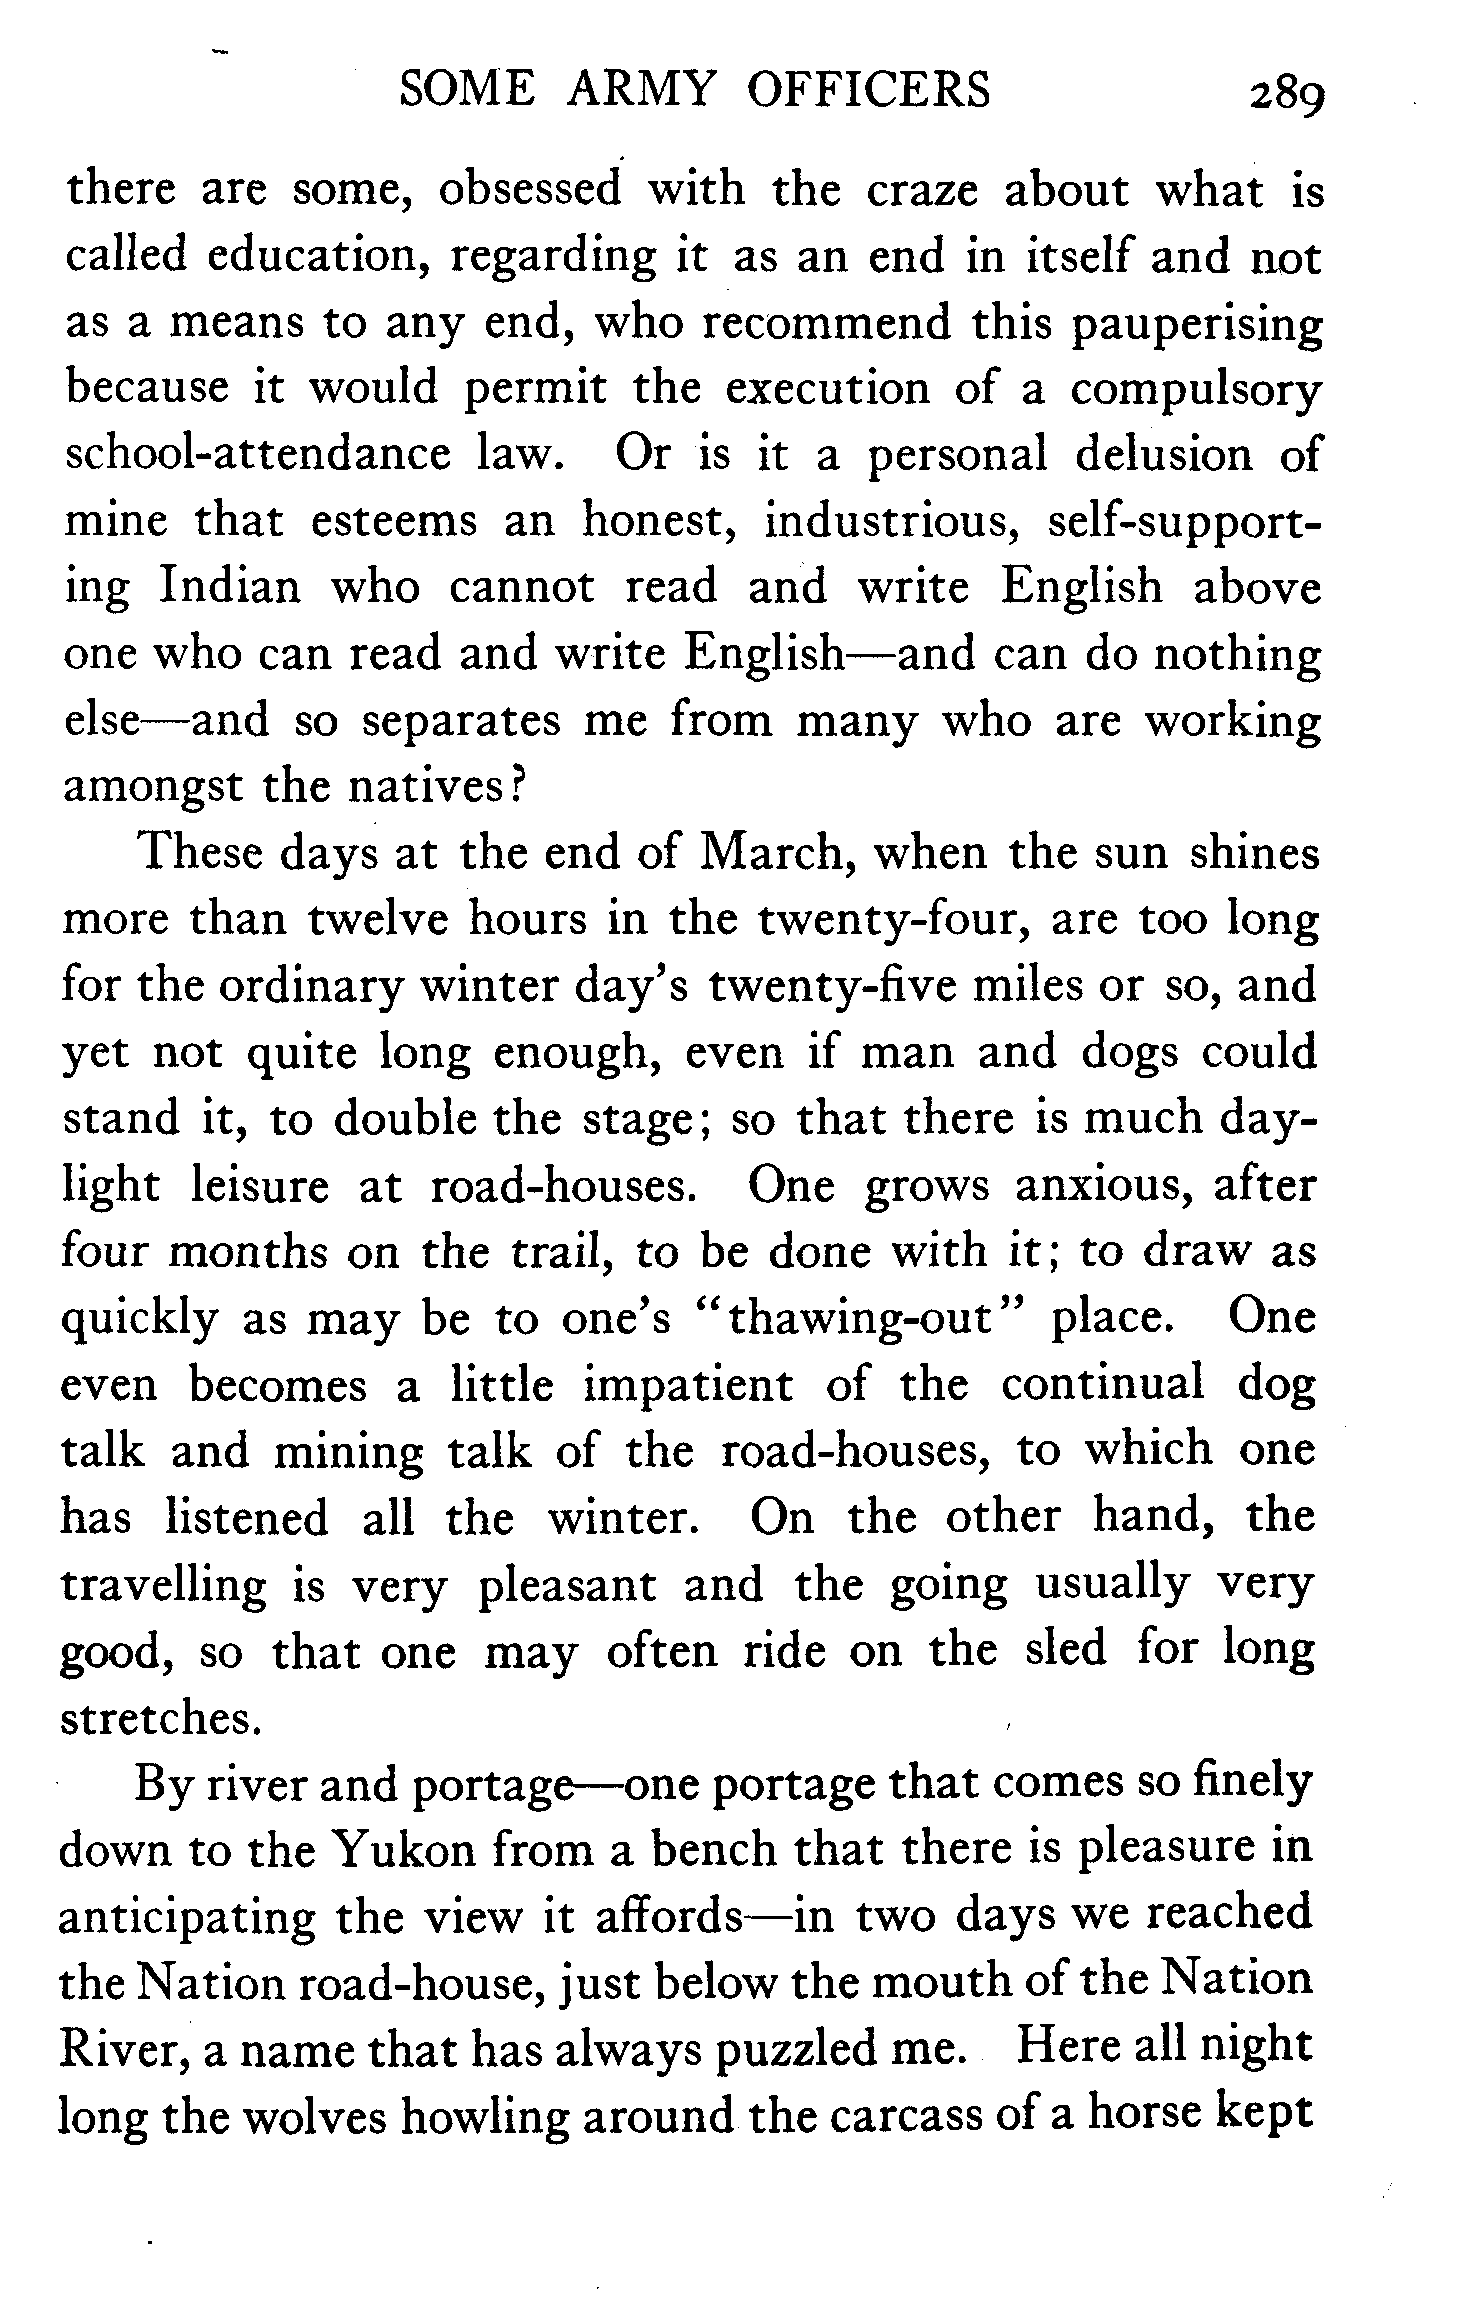 SOME ARMY OFFICERS 289
there are some, obsessed with the craze about what is
called education, regarding it as an end in itself and not
as a means to any end, who recommend this pauperising
because it would permit the execution of a compulsory
school-attendance law. Or is it a personal delusion of
mine that esteems an honest, industrious, self-support-
ing Indian who cannot read and write English above
one who can read and write English—and can do nothing
else—and so separates me from many who are working
amongst the natives?
These days at the end of March, when the sun shines
more than twelve hours in the twenty-four, are too long
for the ordinary winter day's twenty-five miles or so, and
yet not quite long enough, even if man and dogs could
stand it, to double the stage; so that there is much day-
light leisure at road-houses. One grows anxious, after
four months on the trail, to be done with it; to draw as
quickly as may be to one's "thawing-out" place. One
even becomes a little impatient of the continual dog
talk and mining talk of the road-houses, to which one
has listened all the winter. On the other hand, the
travelling is very pleasant and the going usually very
good, so that one may often ride on the sled for long
stretches.
By river and portage—one portage that comes so finely
down to the Yukon from a bench that there is pleasure in
anticipating the view it affords—in two days we reached
the Nation road-house, just below the mouth of the Nation
River, a name that has always puzzled me. Here all night
long the wolves howling around the carcass of a horse kept